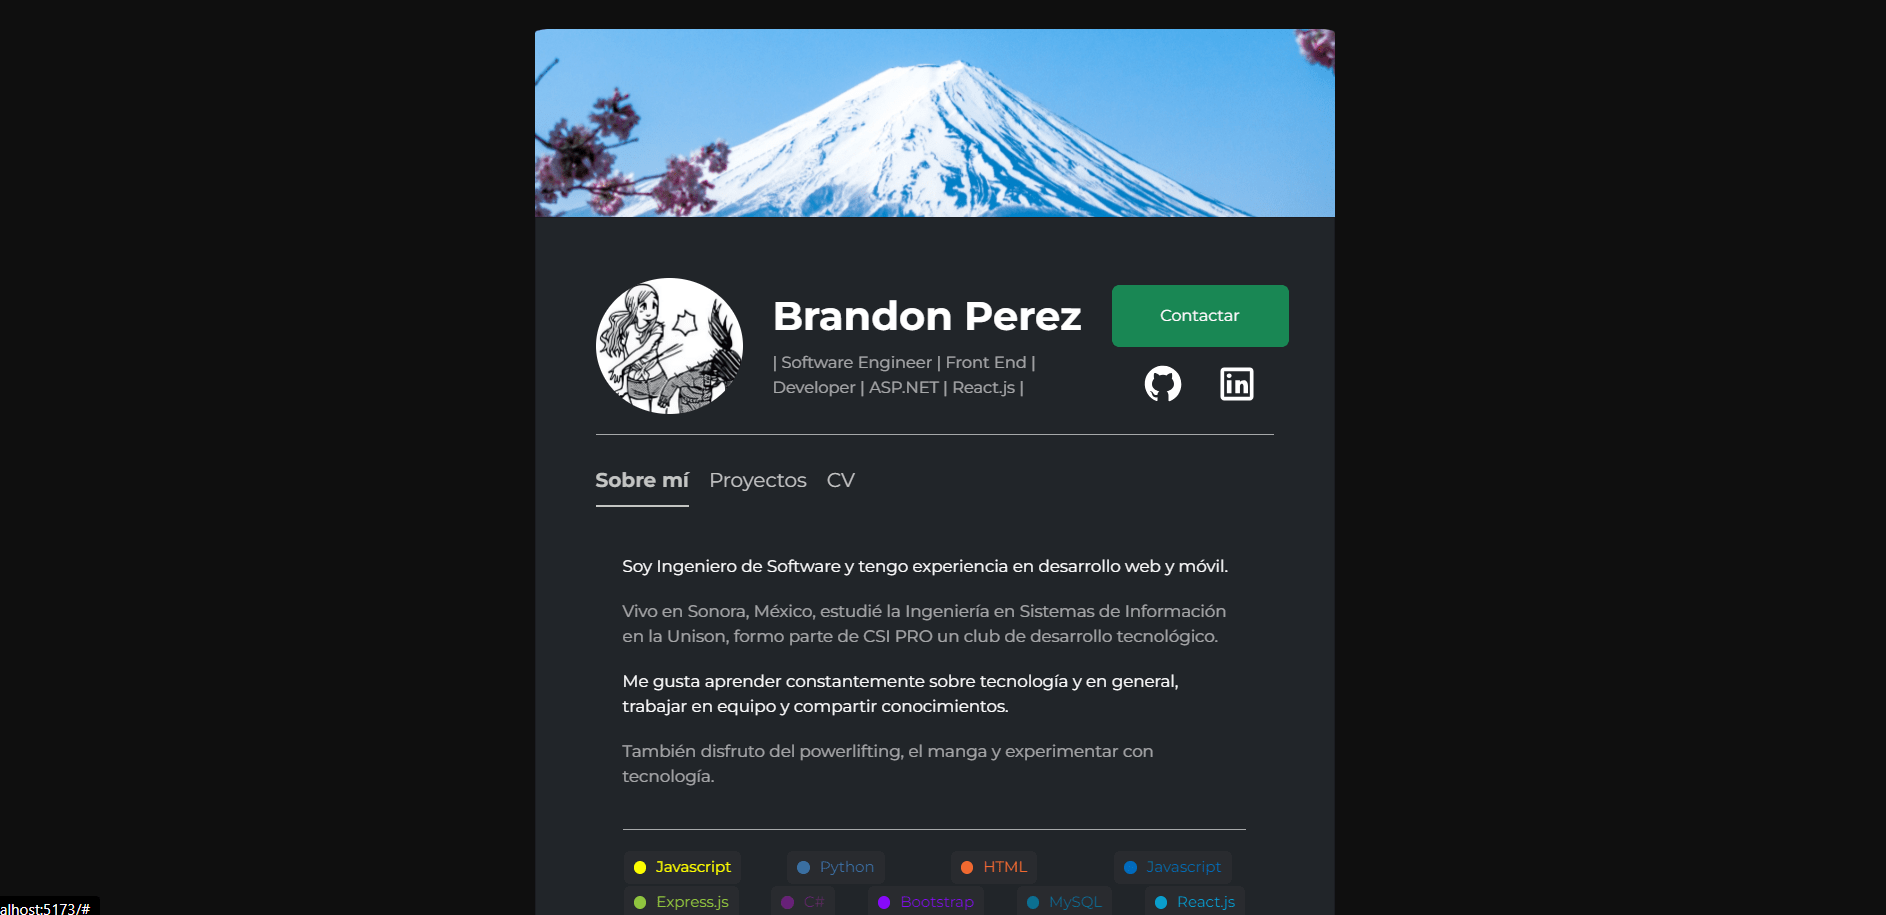 Brandon Perez
Contactar
| Software Engineer | Front End |
Developer | ASP.NET | React.js |
in
Sobre mí Proyectos CV
Soy Ingeniero de Software y tengo experiencia en desarrollo web y móvil.
Vivo en Sonora, México, estudié la Ingeniería en Sistemas de Información
en la Unison, formo parte de CSI PRO un club de desarrollo tecnológico.
Me gusta aprender constantemente sobre tecnología y en general,
trabajar en equipo y compartir conocimientos.
También disfruto del powerlifting, el manga y experimentar con
tecnología.
Javascript Python HTML Javascript
Express.js C# Bootstrap MySQL React.js
alhost:5173/#